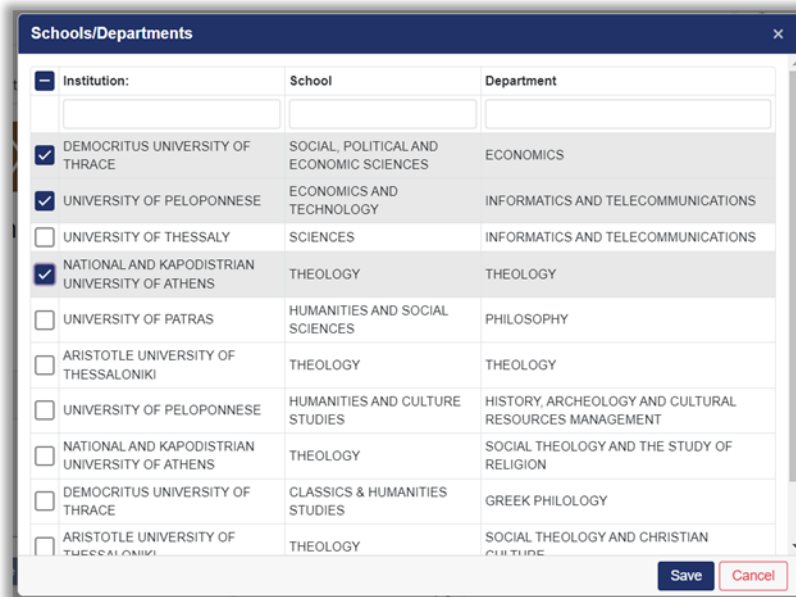 Schools/Departments
Institution: School Department
DEMOCRITUS UNIVERSITY OF THRACE SOCIAL, POLITICAL AND ECONOMIC SCIENCES ECONOMICS
UNIVERSITY OF PELOPONNESE ECONOMICS AND TECHNOLOGY INFORMATICS AND TELECOMMUNICATIONS
UNIVERSITY OF THESSALY SCIENCES INFORMATICS AND TELECOMMUNICATIONS
NATIONAL AND KAPODISTRIAN UNIVERSITY OF ATHENS THEOLOGY THEOLOGY
UNIVERSITY OF PATRAS HUMANITIES AND SOCIAL SCIENCES PHILOSOPHY
ARISTOTLE UNIVERSITY OF THESSALONIKI THEOLOGY THEOLOGY
UNIVERSITY OF PELOPONNESE HUMANITIES AND CULTURE STUDIES HISTORY, ARCHEOLOGY AND CULTURAL RESOURCES MANAGEMENT
NATIONAL AND KAPODISTRIAN UNIVERSITY OF ATHENS THEOLOGY SOCIAL THEOLOGY AND THE STUDY OF RELIGION
DEMOCRITUS UNIVERSITY OF THRACE CLASSICS & HUMANITIES STUDIES GREEK PHILOLOGY
ARISTOTLE UNIVERSITY OF THESSALONIKI THEOLOGY SOCIAL THEOLOGY AND CHRISTIAN CULTURE
Save Cancel